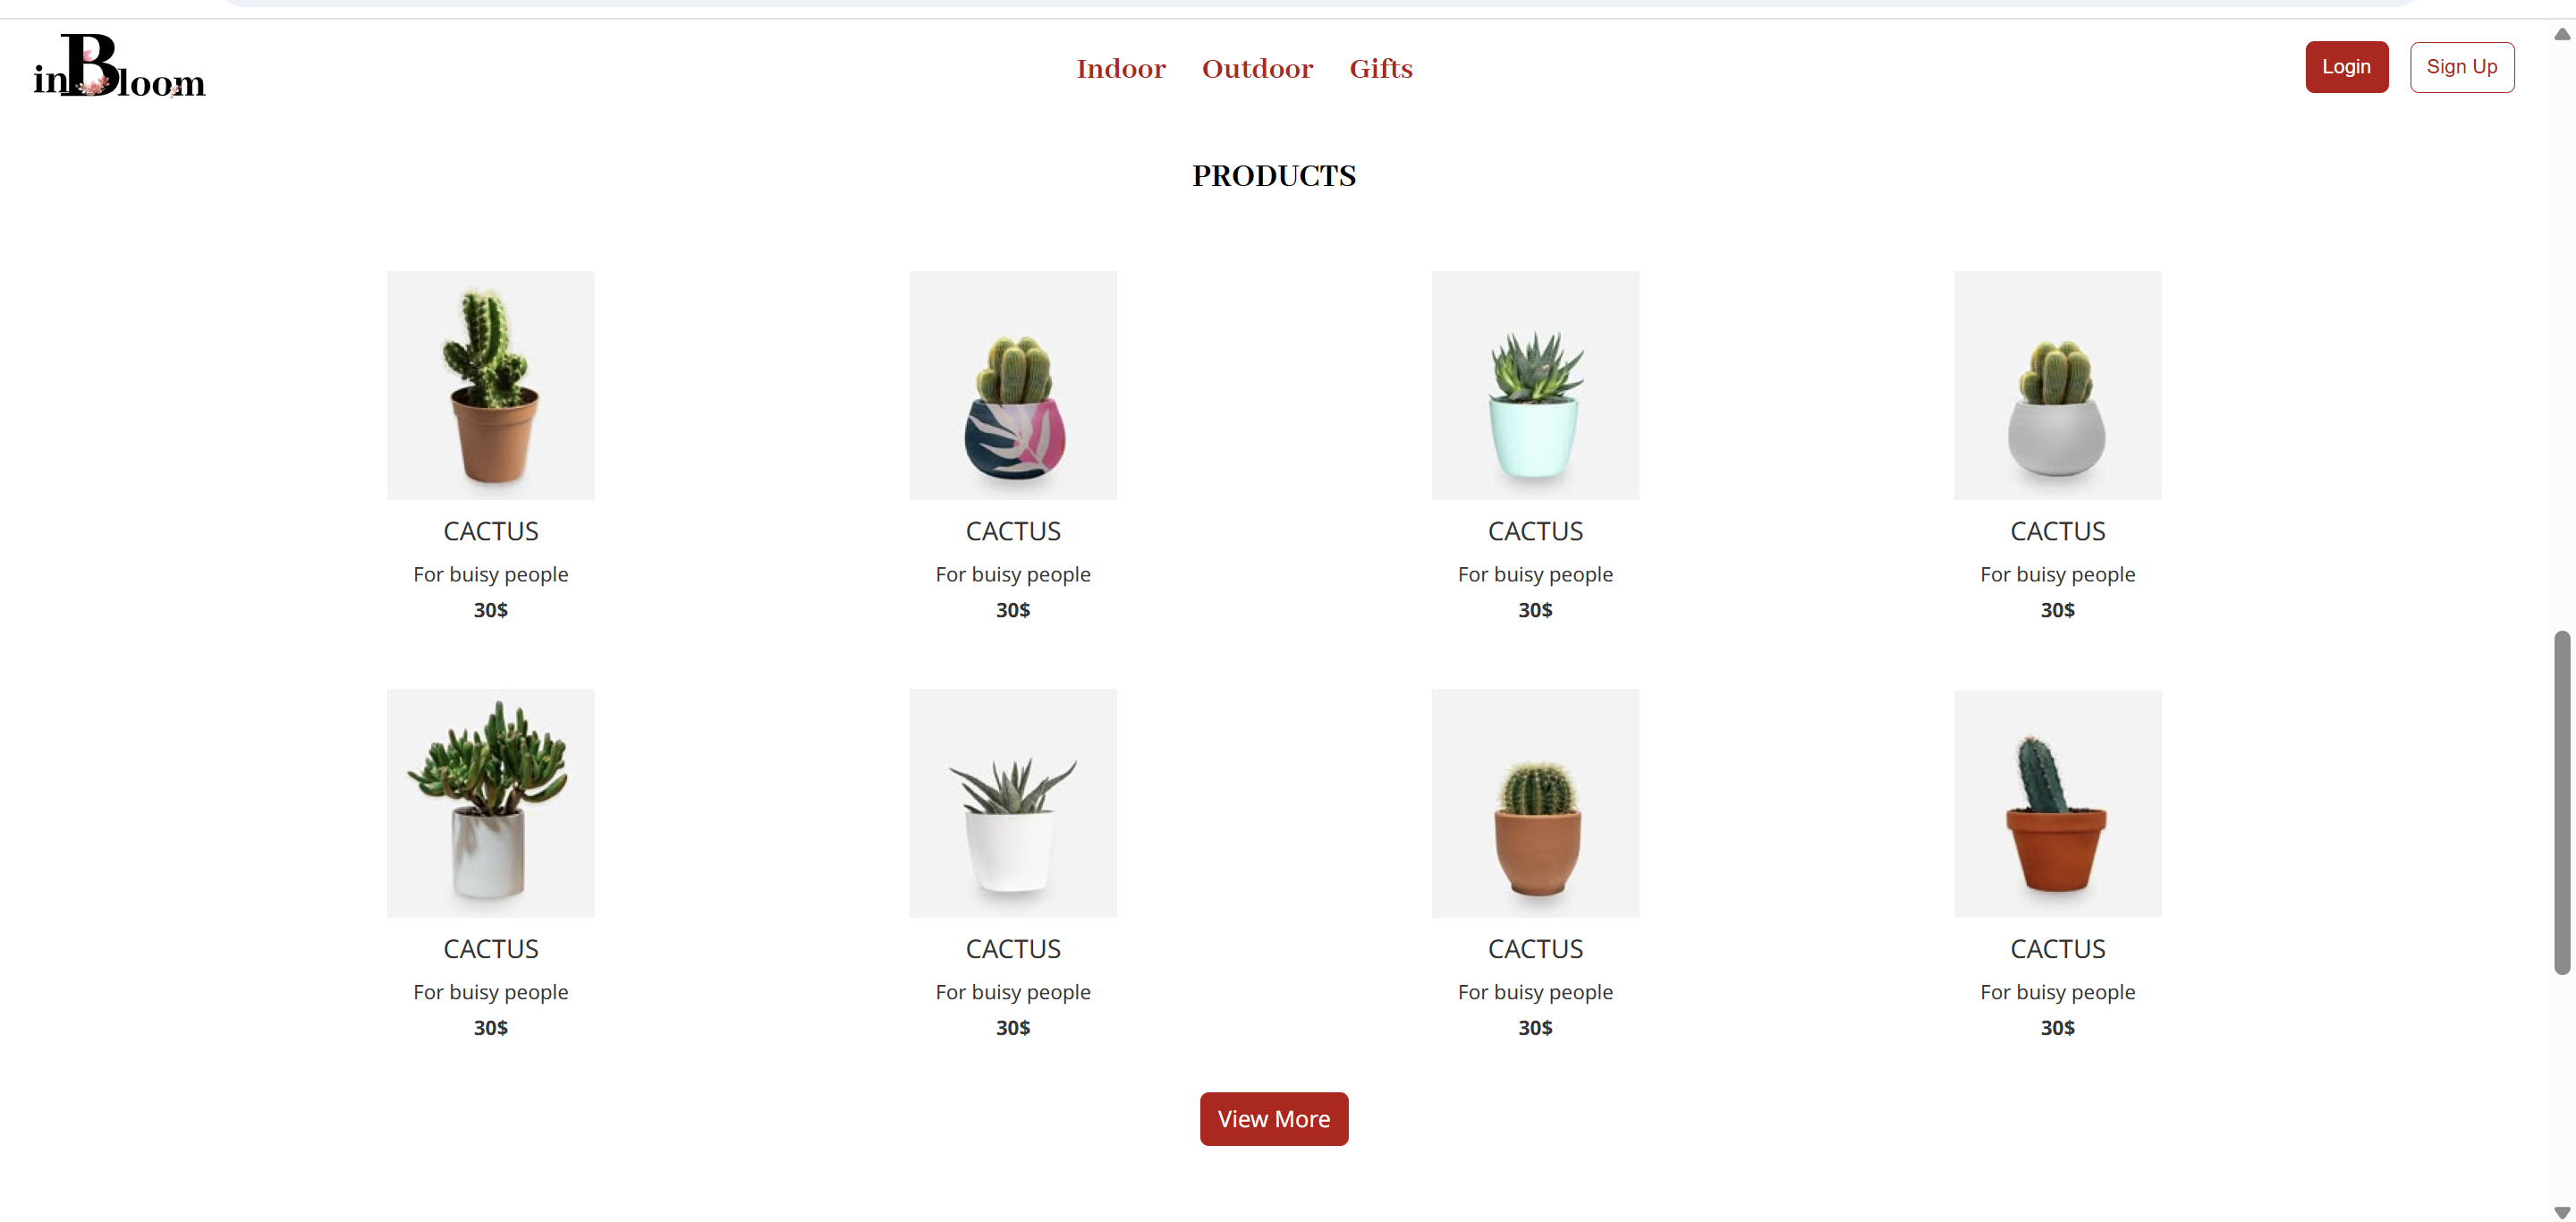 inBloom
Indoor Outdoor Gifts
Login Sign Up
PRODUCTS
CACTUS CACTUS CACTUS CACTUS
For buisy people For buisy people For buisy people For buisy people
30$ 30$ 30$ 30$
CACTUS CACTUS CACTUS CACTUS
For buisy people For buisy people For buisy people For buisy people
30$ 30$ 30$ 30$
View More